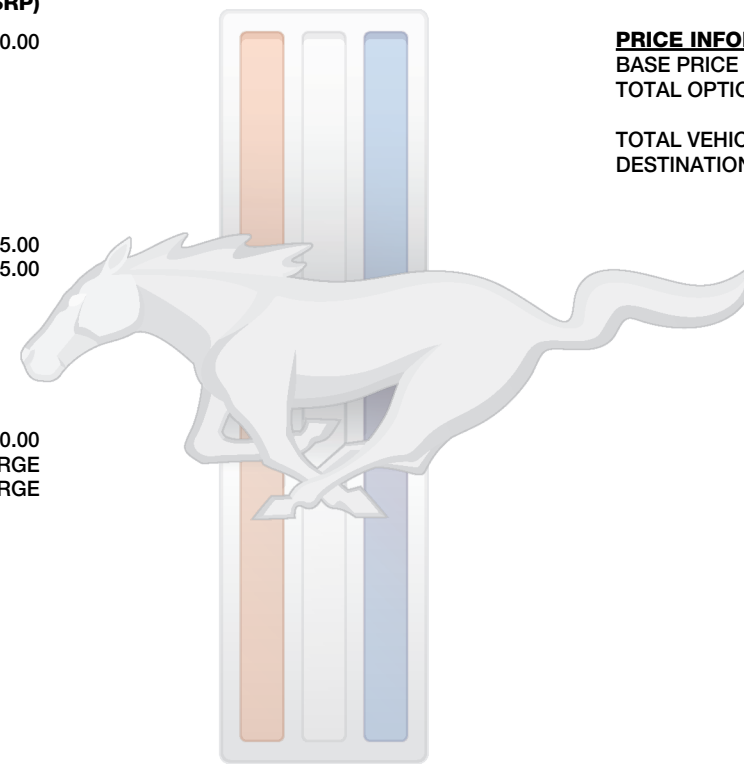 SRP)
0.00
5.00
5.00
0.00
RGE
RGE
PRICE INFO
BASE PRICE
TOTAL OPTIO
TOTAL VEHIC
DESTINATION